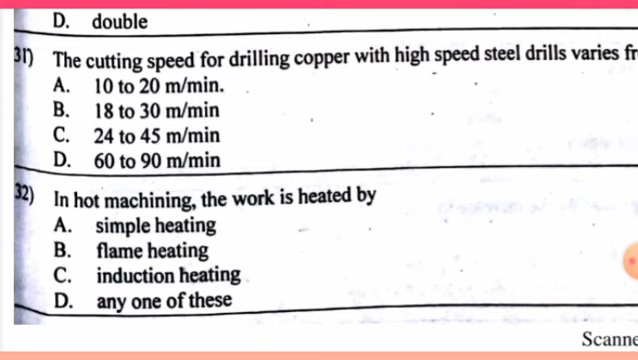 D. double
31) The cutting speed for drilling copper with high speed steel drills varies fr
A. 10 to 20 m/min.
B. 18 to 30 m/min
C. 24 to 45 m/min
D. 60 to 90 m/min
32) In hot machining, the work is heated by
A. simple heating
B. flame heating
C. induction heating
D. any one of these
Scanne